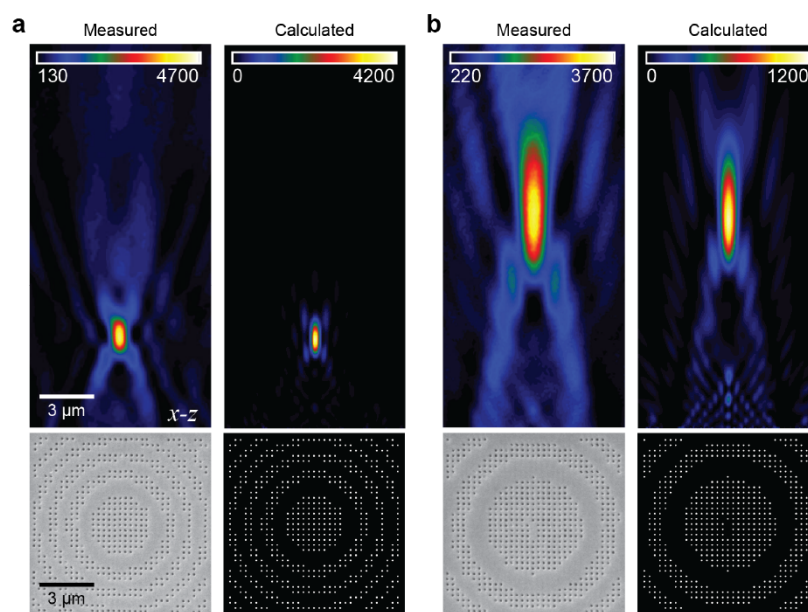 a
Measured
Calculated
130
4700
0
4200
3 µm
x-z
3 µm
b
Measured
Calculated
220
3700
0
1200